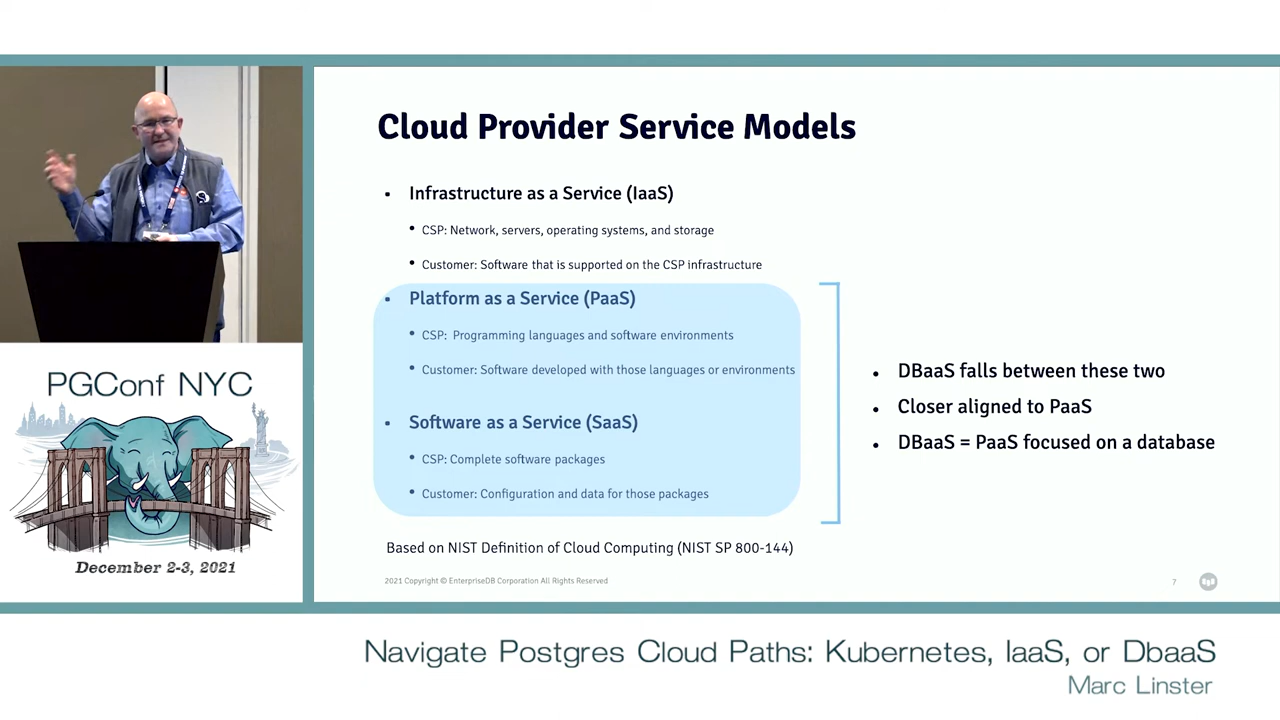 Cloud Provider Service Models
Infrastructure as a Service (IaaS)
CSP: Network, servers, operating systems, and storage
Customer: Software that is supported on the CSP infrastructure
Platform as a Service (PaaS)
CSP: Programming languages and software environments
Customer: Software developed with those languages or environments
Software as a Service (SaaS)
CSP: Complete software packages
Customer: Configuration and data for those packages
DBaaS falls between these two
Closer aligned to PaaS
DBaaS = PaaS focused on a database
Based on NIST Definition of Cloud Computing (NIST SP 800-144)
2021 Copyright © EnterpriseDB Corporation All Rights Reserved
7
PGConf NYC
December 2-3, 2021
Navigate Postgres Cloud Paths: Kubernetes, IaaS, or DbaaS
Marc Linster